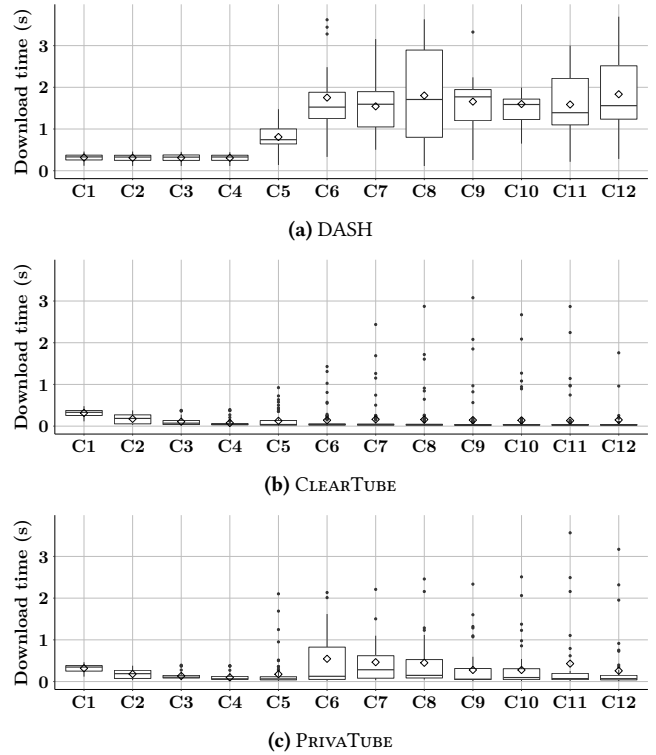 Download time (s)
3
2
1
0
C1 C2 C3 C4 C5 C6 C7 C8 C9 C10 C11 C12
(a) DASH
Download time (s)
3
2
1
0
C1 C2 C3 C4 C5 C6 C7 C8 C9 C10 C11 C12
(b) CLEARTUBE
Download time (s)
3
2
1
0
C1 C2 C3 C4 C5 C6 C7 C8 C9 C10 C11 C12
(c) PRIVATUBE